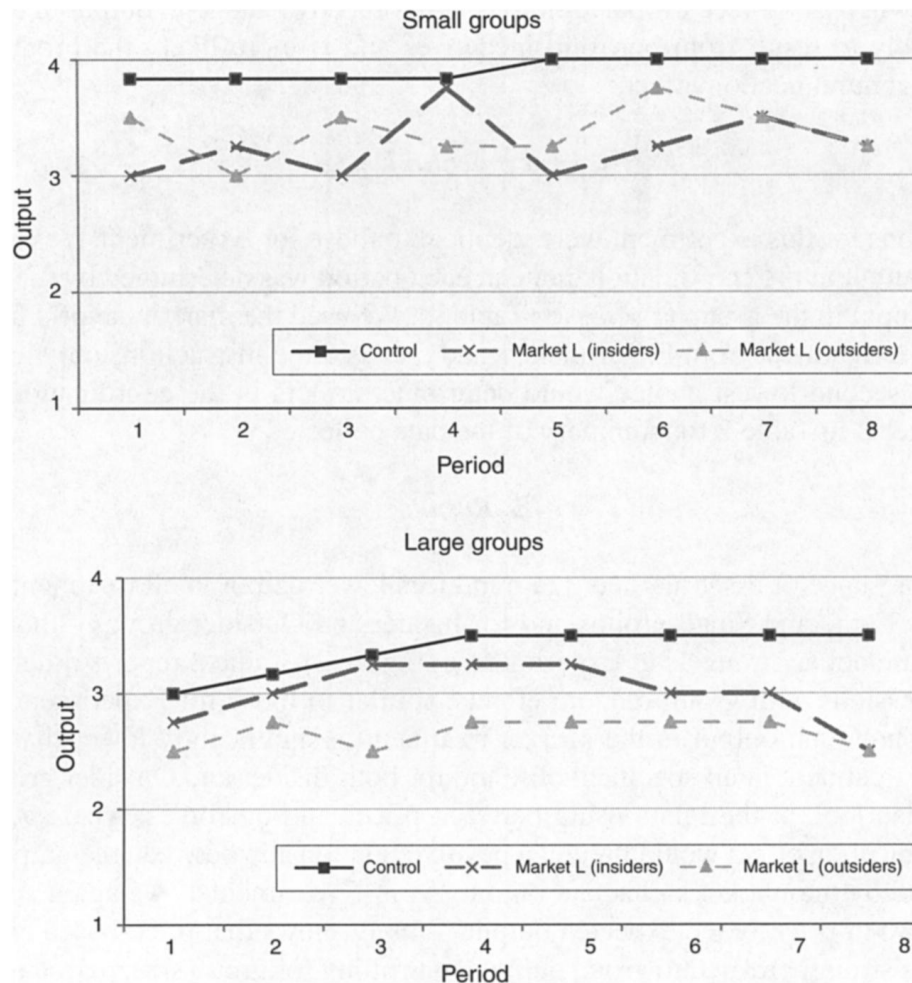 Small groups
4
3
2
1
Output
Control Market L (insiders) Market L (outsiders)
1 2 3 4 5 6 7 8
Period
Large groups
4
3
2
1
Output
Control Market L (insiders) Market L (outsiders)
1 2 3 4 5 6 7 8
Period